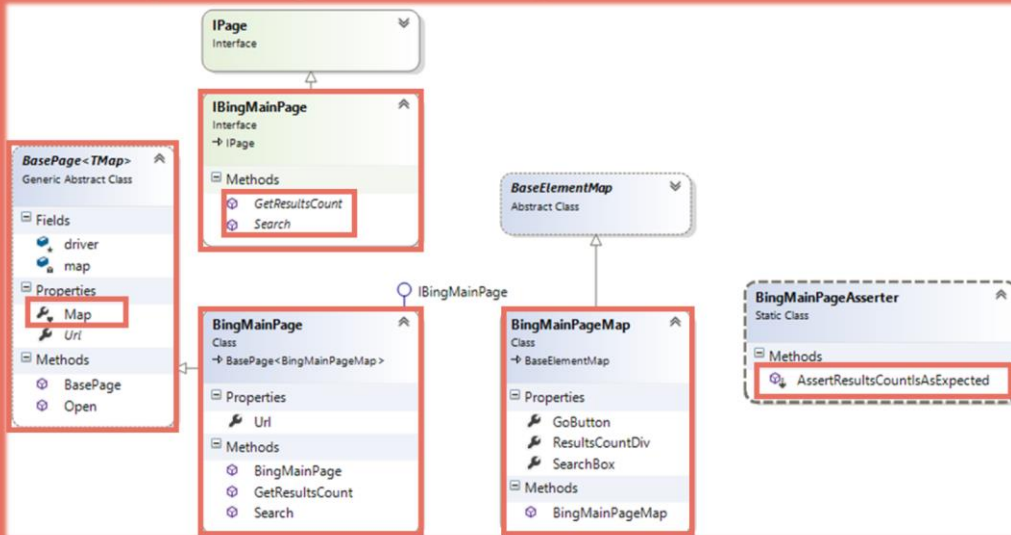 IPage
Interface
IBingMainPage
Interface
IPage
Methods
GetResultsCount
Search
BasePage<TMap>
Generic Abstract Class
Fields
driver
map
Properties
Map
Url
Methods
BasePage
Open
BaseElementMap
Abstract Class
IBingMainPage
BingMainPage
Class
BasePage<BingMainPageMap>
Properties
Url
Methods
BingMainPage
GetResultsCount
Search
BingMainPageMap
Class
BaseElementMap
Properties
GoButton
ResultsCountDiv
SearchBox
Methods
BingMainPageMap
BingMainPageAsserter
Static Class
Methods
AssertResultsCountIsAsExpected